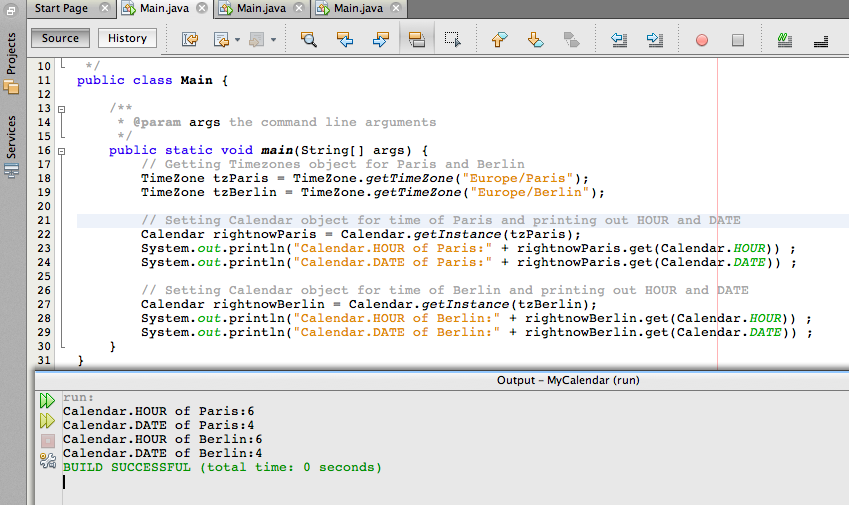 Start Page Main.java Main.java Main.java
Source History
Projects
Services
10 */
11 public class Main {
12
13 /**
14 * @param args the command line arguments
15 */
16 public static void main(String[] args) {
17 // Getting Timezones object for Paris and Berlin
18 TimeZone tzParis = TimeZone.getTimeZone("Europe/Paris");
19 TimeZone tzBerlin = TimeZone.getTimeZone("Europe/Berlin");
20
21 // Setting Calendar object for time of Paris and printing out HOUR and DATE
22 Calendar rightnowParis = Calendar.getInstance(tzParis);
23 System.out.println("Calendar.HOUR of Paris:" + rightnowParis.get(Calendar.HOUR)) ;
24 System.out.println("Calendar.DATE of Paris:" + rightnowParis.get(Calendar.DATE)) ;
25
26 // Setting Calendar object for time of Berlin and printing out HOUR and DATE
27 Calendar rightnowBerlin = Calendar.getInstance(tzBerlin);
28 System.out.println("Calendar.HOUR of Berlin:" + rightnowBerlin.get(Calendar.HOUR)) ;
29 System.out.println("Calendar.DATE of Berlin:" + rightnowBerlin.get(Calendar.DATE)) ;
30 }
31 }
Output – MyCalendar (run)
run:
Calendar.HOUR of Paris:6
Calendar.DATE of Paris:4
Calendar.HOUR of Berlin:6
Calendar.DATE of Berlin:4
BUILD SUCCESSFUL (total time: 0 seconds)